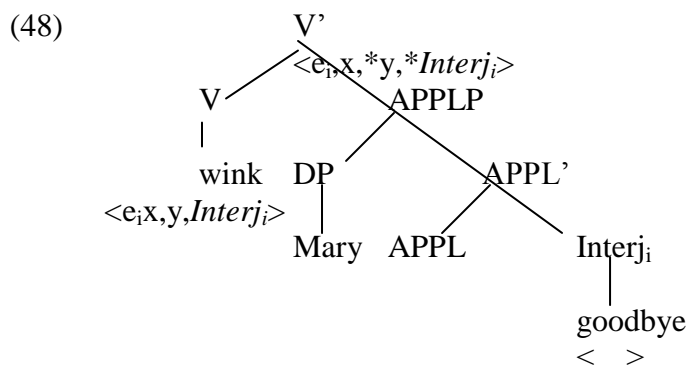 (48) V’
<eᵢ,x,*y,*Interjᵢ>
V APPLP
wink DP APPL’
<eᵢx,y,Interjᵢ>
Mary APPL Interjᵢ
goodbye
< >